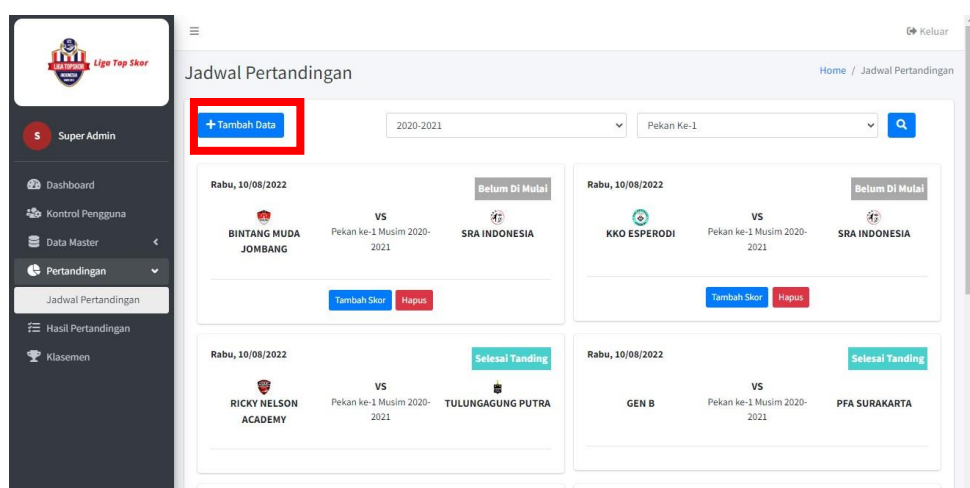 LIGA TOPSKOR
INDONESIA
Liga Top Skor
Keluar
Jadwal Pertandingan
Home / Jadwal Pertandingan
S Super Admin
Dashboard
Kontrol Pengguna
Data Master
Pertandingan
Jadwal Pertandingan
Hasil Pertandingan
Klasemen
+ Tambah Data
2020-2021
Pekan Ke-1
Rabu, 10/08/2022
Belum Di Mulai
BINTANG MUDA
JOMBANG
VS
Pekan ke-1 Musim 2020-
2021
SRA INDONESIA
Tambah Skor
Hapus
Rabu, 10/08/2022
Belum Di Mulai
KKO ESPERODI
VS
Pekan ke-1 Musim 2020-
2021
SRA INDONESIA
Tambah Skor
Hapus
Rabu, 10/08/2022
Selesai Tanding
RICKY NELSON
ACADEMY
VS
Pekan ke-1 Musim 2020-
2021
TULUNGAGUNG PUTRA
Rabu, 10/08/2022
Selesai Tanding
GEN B
VS
Pekan ke-1 Musim 2020-
2021
PFA SURAKARTA